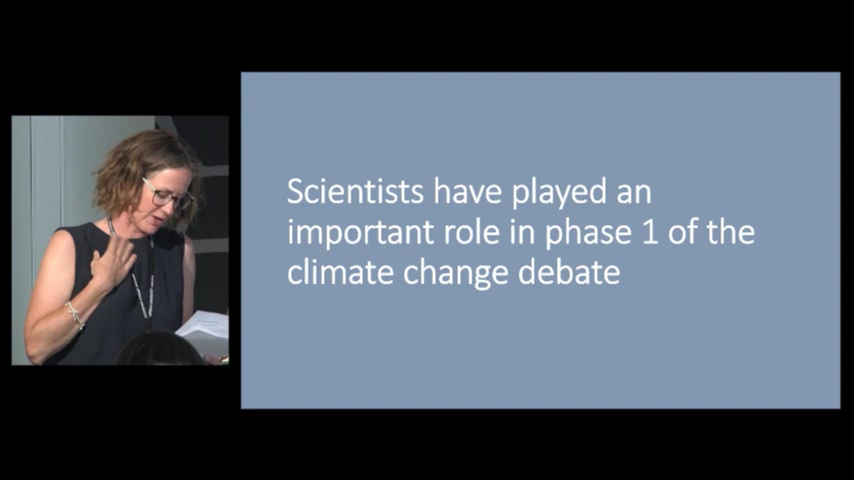 Scientists have played an
important role in phase 1 of the
climate change debate